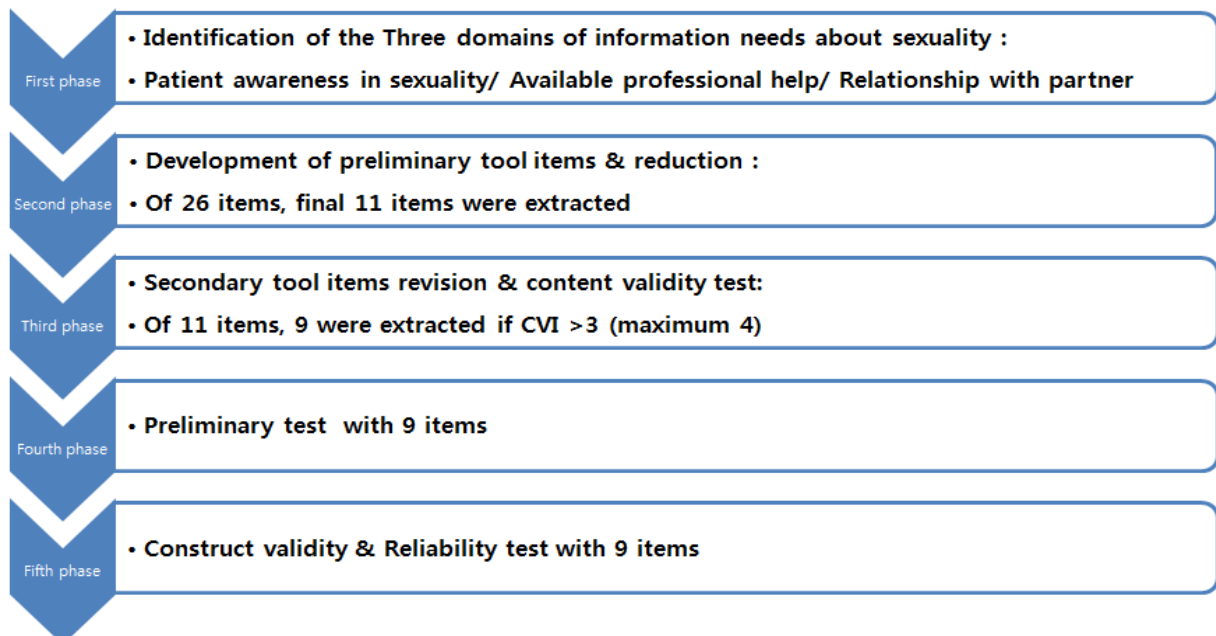 First phase
• Identification of the Three domains of information needs about sexuality :
• Patient awareness in sexuality/ Available professional help/ Relationship with partner
Second phase
• Development of preliminary tool items & reduction :
• Of 26 items, final 11 items were extracted
Third phase
• Secondary tool items revision & content validity test:
• Of 11 items, 9 were extracted if CVI >3 (maximum 4)
Fourth phase
• Preliminary test with 9 items
Fifth phase
• Construct validity & Reliability test with 9 items